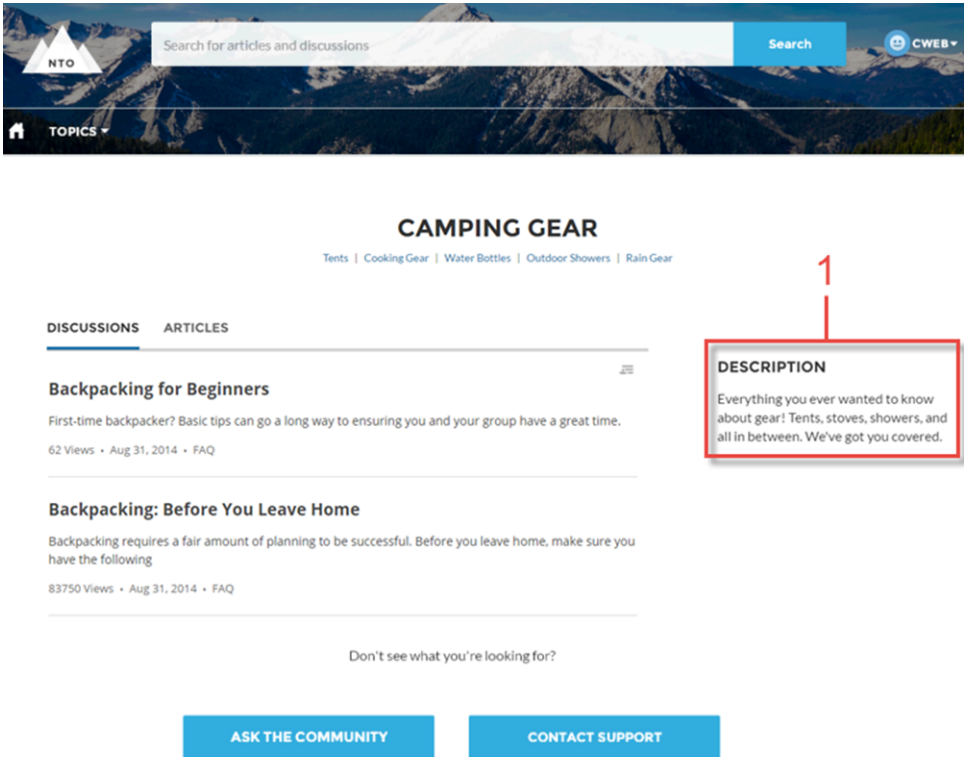 NTO
Search for articles and discussions
Search
CWEB
TOPICS
CAMPING GEAR
Tents | Cooking Gear | Water Bottles | Outdoor Showers | Rain Gear
1
DISCUSSIONS ARTICLES
DESCRIPTION
Everything you ever wanted to know
about gear! Tents, stoves, showers, and
all in between. We've got you covered.
Backpacking for Beginners
First-time backpacker? Basic tips can go a long way to ensuring you and your group have a great time.
62 Views • Aug 31, 2014 • FAQ
Backpacking: Before You Leave Home
Backpacking requires a fair amount of planning to be successful. Before you leave home, make sure you
have the following
83750 Views • Aug 31, 2014 • FAQ
Don't see what you're looking for?
ASK THE COMMUNITY
CONTACT SUPPORT